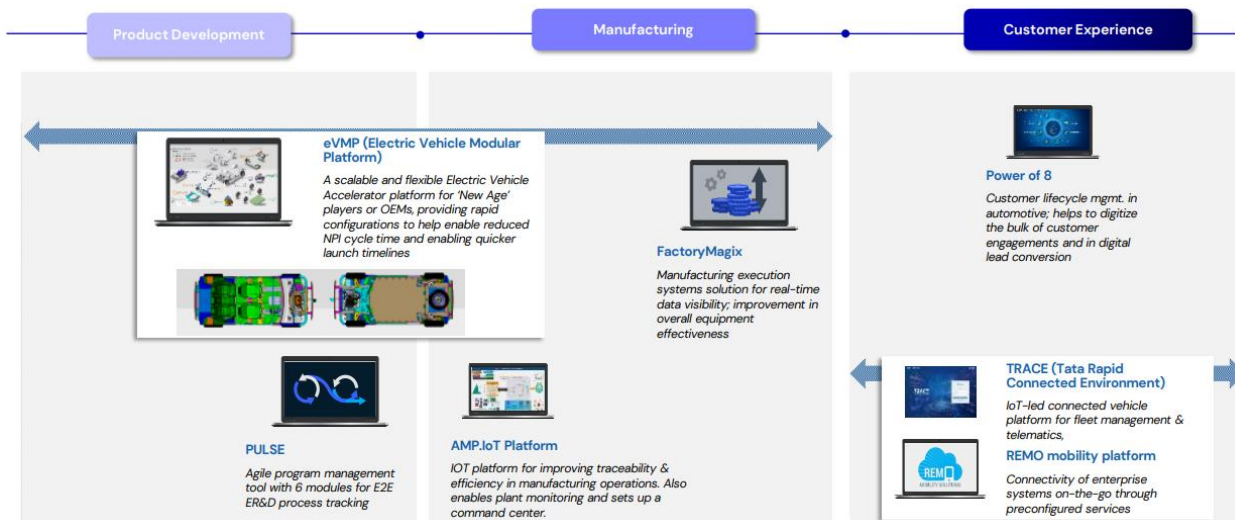 Product Development
Manufacturing
Customer Experience
eVMP (Electric Vehicle Modular
Platform)
A scalable and flexible Electric Vehicle
Accelerator platform for ‘New Age’
players or OEMs, providing rapid
configurations to help enable reduced
NPI cycle time and enabling quicker
launch timelines
FactoryMagix
Manufacturing execution
systems solution for real-time
data visibility; improvement in
overall equipment
effectiveness
Power of 8
Customer lifecycle mgmt. in
automotive; helps to digitize
the bulk of customer
engagements and in digital
lead conversion
PULSE
Agile program management
tool with 6 modules for E2E
ER&D process tracking
AMP.IoT Platform
IOT platform for improving traceability &
efficiency in manufacturing operations. Also
enables plant monitoring and sets up a
command center.
TRACE
TRACE (Tata Rapid
Connected Environment)
IoT-led connected vehicle
platform for fleet management &
telematics,
REMO
MOBILITY SOLUTIONS
REMO mobility platform
Connectivity of enterprise
systems on-the-go through
preconfigured services